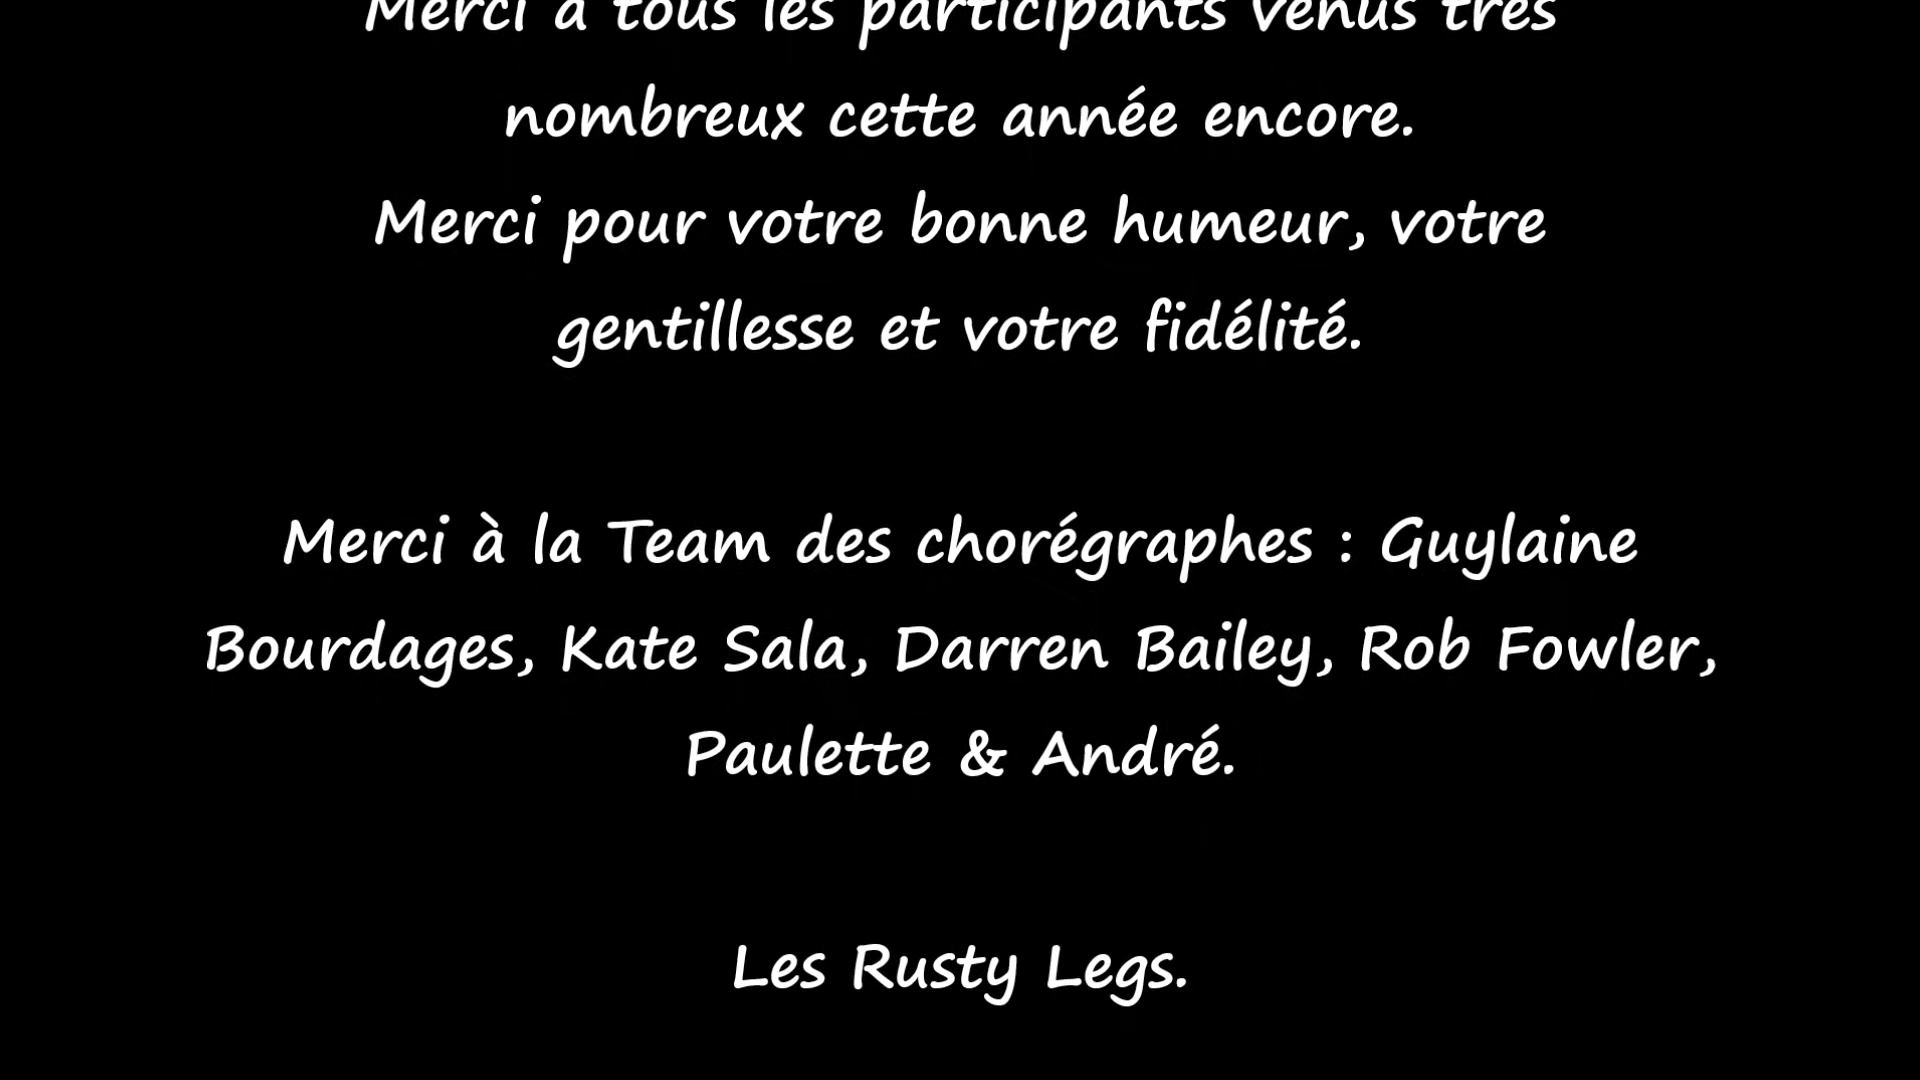 Merci à tous les participants venus très
nombreux cette année encore.
Merci pour votre bonne humeur, votre
gentillesse et votre fidélité.
Merci à la Team des chorégraphes : Guylaine
Bourdages, Kate Sala, Darren Bailey, Rob Fowler,
Paulette & André.
Les Rusty Legs.